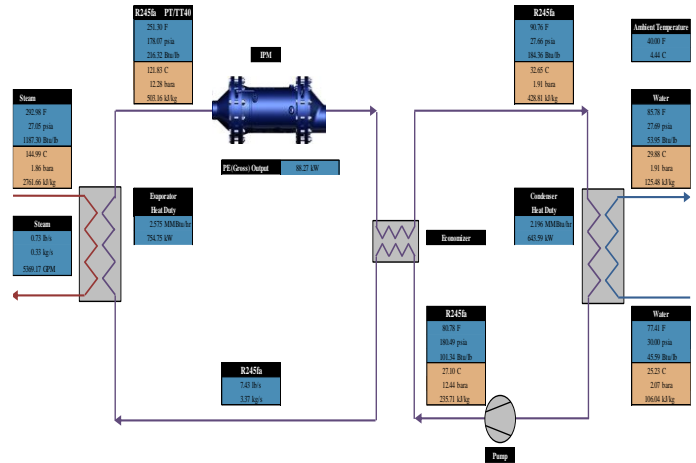 R245fa PT/TT40
251.30 F
178.07 psia
216.32 Btu/lb
121.83 C
12.28 bara
503.16 kJ/kg
IPM
R245fa
90.76 F
27.66 psia
184.36 Btu/lb
32.65 C
1.91 bara
428.81 kJ/kg
Ambient Temperature
40.00 F
4.44 C
Steam
292.98 F
27.05 psia
1187.30 Btu/lb
144.99 C
1.86 bara
2761.66 kJ/kg
Water
85.78 F
27.69 psia
53.95 Btu/lb
29.88 C
1.91 bara
125.48 kJ/kg
PE(Gross) Output 88.27 kW
Evaporator
Heat Duty
2.575 MMBtu/hr
754.75 kW
Condenser
Heat Duty
2.196 MMBtu/hr
643.59 kW
Steam
0.73 lb/s
0.33 kg/s
5369.17 GPM
Economizer
R245fa
80.78 F
180.49 psia
101.34 Btu/lb
27.10 C
12.44 bara
235.71 kJ/kg
Water
77.41 F
30.00 psia
45.59 Btu/lb
25.23 C
2.07 bara
106.04 kJ/kg
R245fa
7.43 lb/s
3.37 kg/s
Pump